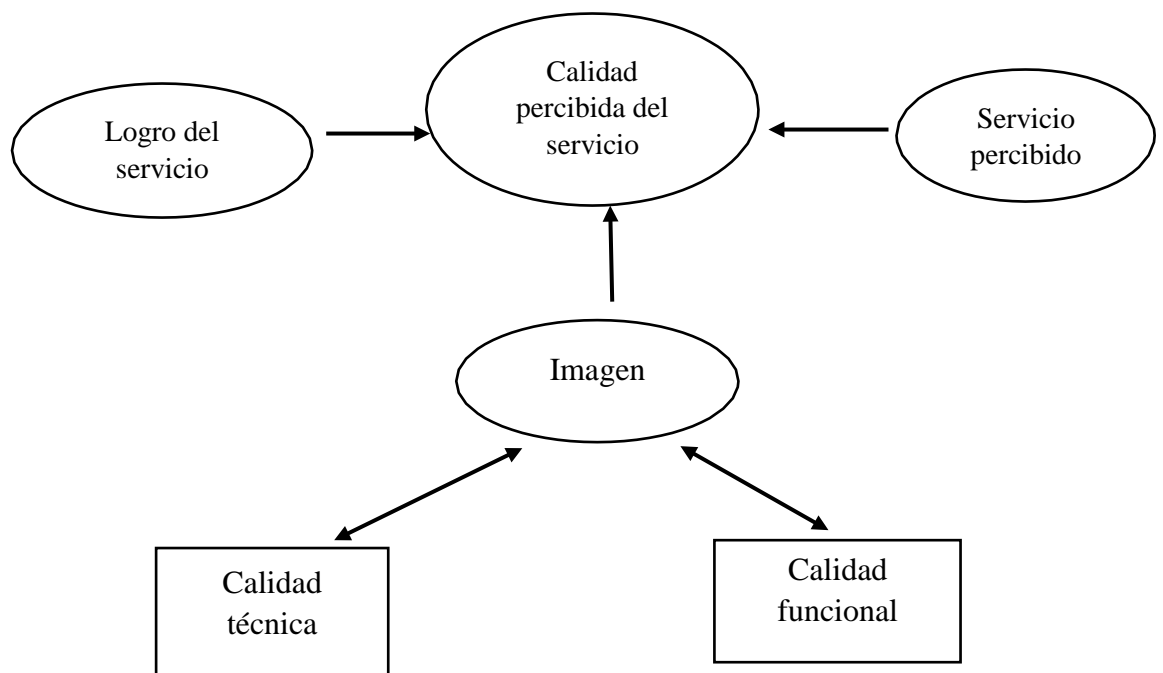 Logro del
servicio
Calidad
percibida del
servicio
Servicio
percibido
Imagen
Calidad
técnica
Calidad
funcional